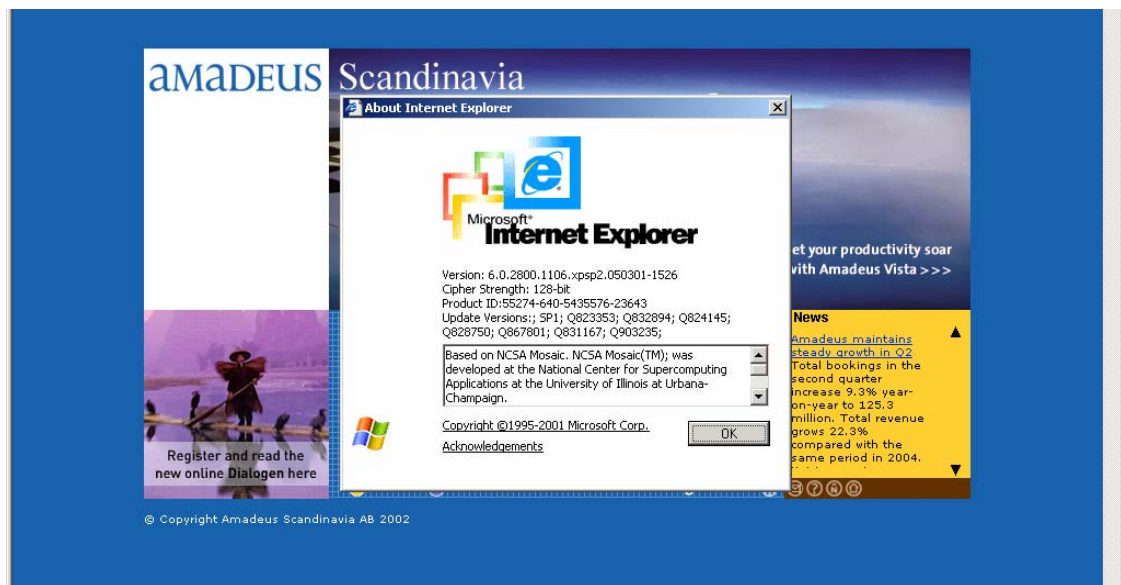 aMaDEUS Scandinavia
About Internet Explorer
Microsoft®
Internet Explorer
Version: 6.0.2800.1106.xpsp2.050301-1526
Cipher Strength: 128-bit
Product ID:55274-640-5435576-23643
Update Versions:; SP1; Q823353; Q832894; Q824145;
Q828750; Q867801; Q831167; Q903235;
Based on NCSA Mosaic. NCSA Mosaic(TM); was
developed at the National Center for Supercomputing
Applications at the University of Illinois at Urbana-
Champaign.
Copyright ©1995-2001 Microsoft Corp.
Acknowledgements
OK
et your productivity soar
with Amadeus Vista >>>
News
Amadeus maintains
steady growth in Q2
Total bookings in the
second quarter
increase 9.3% year-
on-year to 125.3
million. Total revenue
grows 22.3%
compared with the
same period in 2004.
Register and read the
new online Dialogen here
© Copyright Amadeus Scandinavia AB 2002